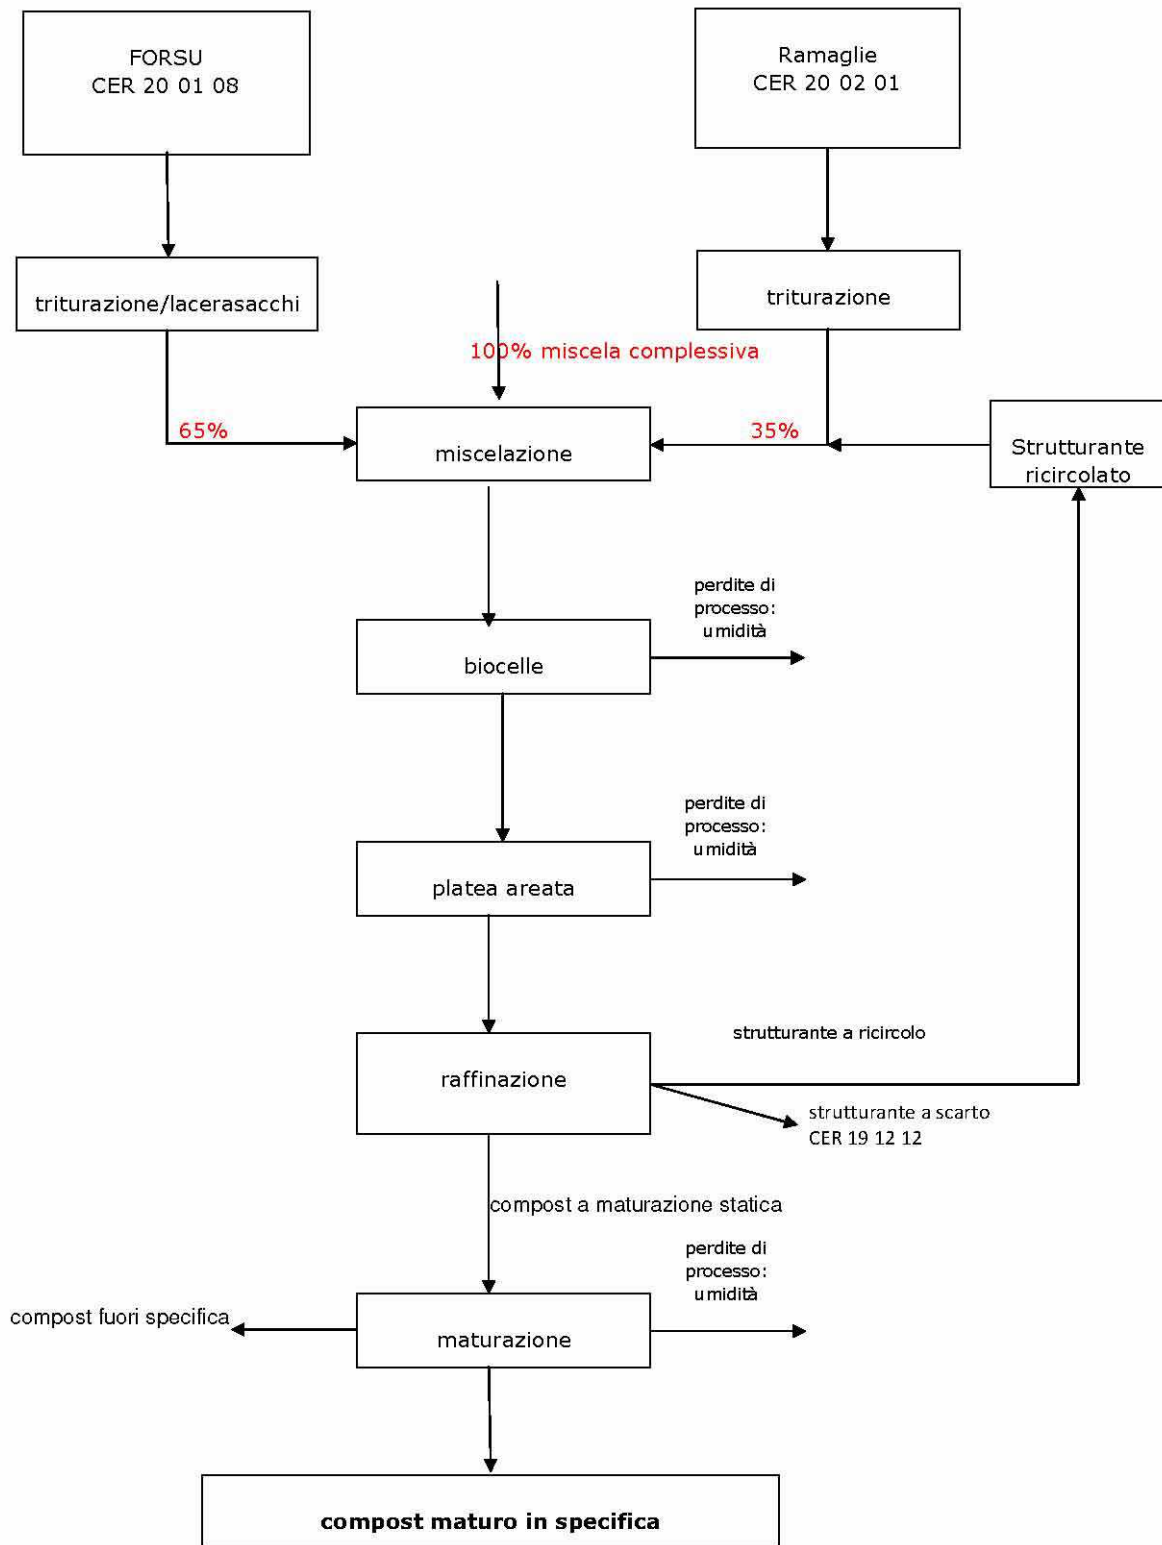 FORSU
CER 20 01 08
Ramaglie
CER 20 02 01
triturazione/lacerasacchi
triturazione
100% miscela complessiva
65%
miscelazione
35%
Strutturante
ricircolato
perdite di
processo:
umidità
biocelle
perdite di
processo:
umidità
platea areata
raffinazione
strutturante a ricircolo
strutturante a scarto
CER 19 12 12
compost a maturazione statica
perdite di
processo:
umidità
compost fuori specifica
maturazione
compost maturo in specifica